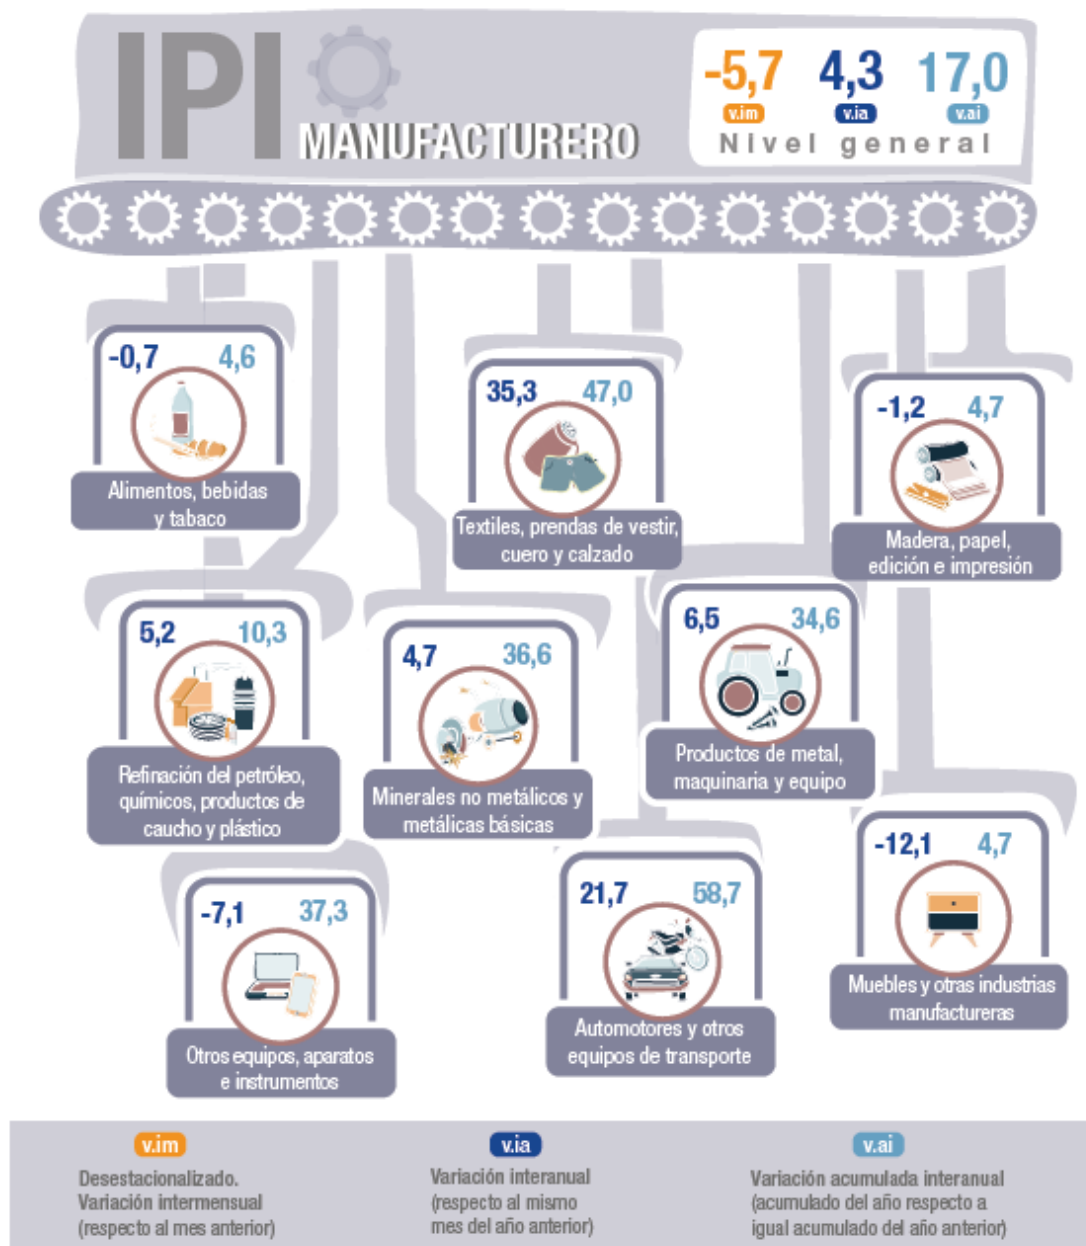 IPI
MANUFACTURERO
-5,7 4,3 17,0
v.im v.ia v.ai
Nivel general
-0,7 4,6
Alimentos, bebidas
y tabaco
35,3 47,0
Textiles, prendas de vestir,
cuero y calzado
-1,2 4,7
Madera, papel,
edición e impresión
5,2 10,3
Refinación del petróleo,
químicos, productos de
caucho y plástico
4,7 36,6
Minerales no metálicos y
metálicas básicas
6,5 34,6
Productos de metal,
maquinaria y equipo
-7,1 37,3
Otros equipos, aparatos
e instrumentos
21,7 58,7
Automotores y otros
equipos de transporte
-12,1 4,7
Muebles y otras industrias
manufactureras
v.im
Desestacionalizado.
Variación intermensual
(respecto al mes anterior)
v.ia
Variación interanual
(respecto al mismo
mes del año anterior)
v.ai
Variación acumulada interanual
(acumulado del año respecto a
igual acumulado del año anterior)